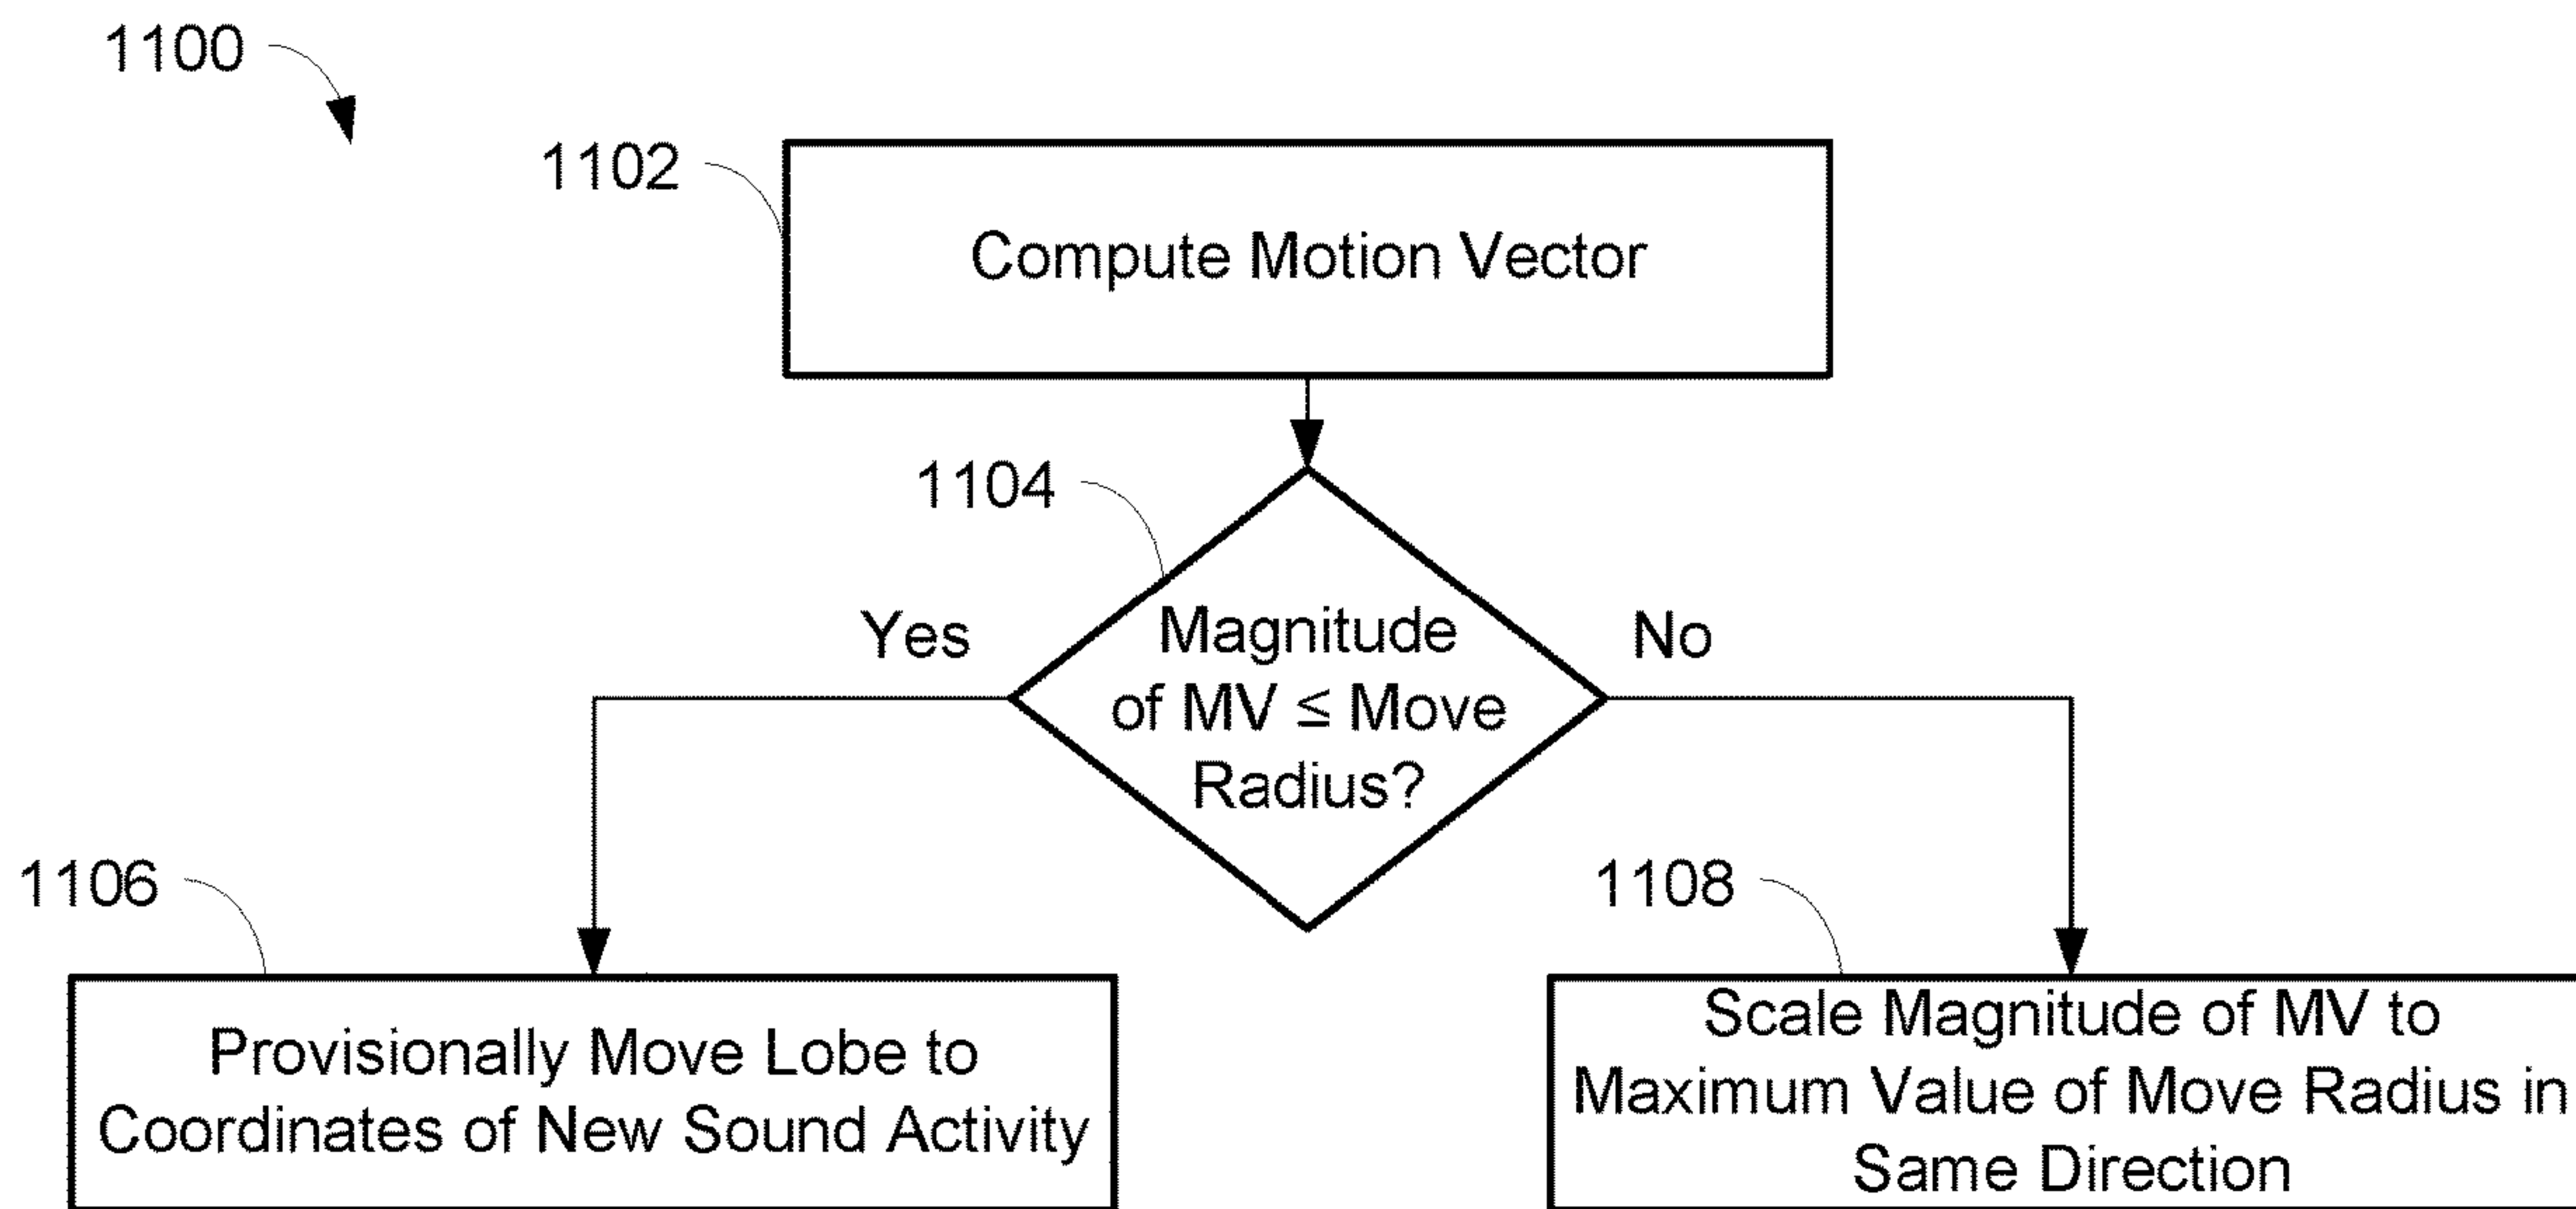 1100
1102
Compute Motion Vector
1104
Yes
Magnitude
of MV ≤ Move
Radius?
No
1106
Provisionally Move Lobe to
Coordinates of New Sound Activity
1108
Scale Magnitude of MV to
Maximum Value of Move Radius in
Same Direction